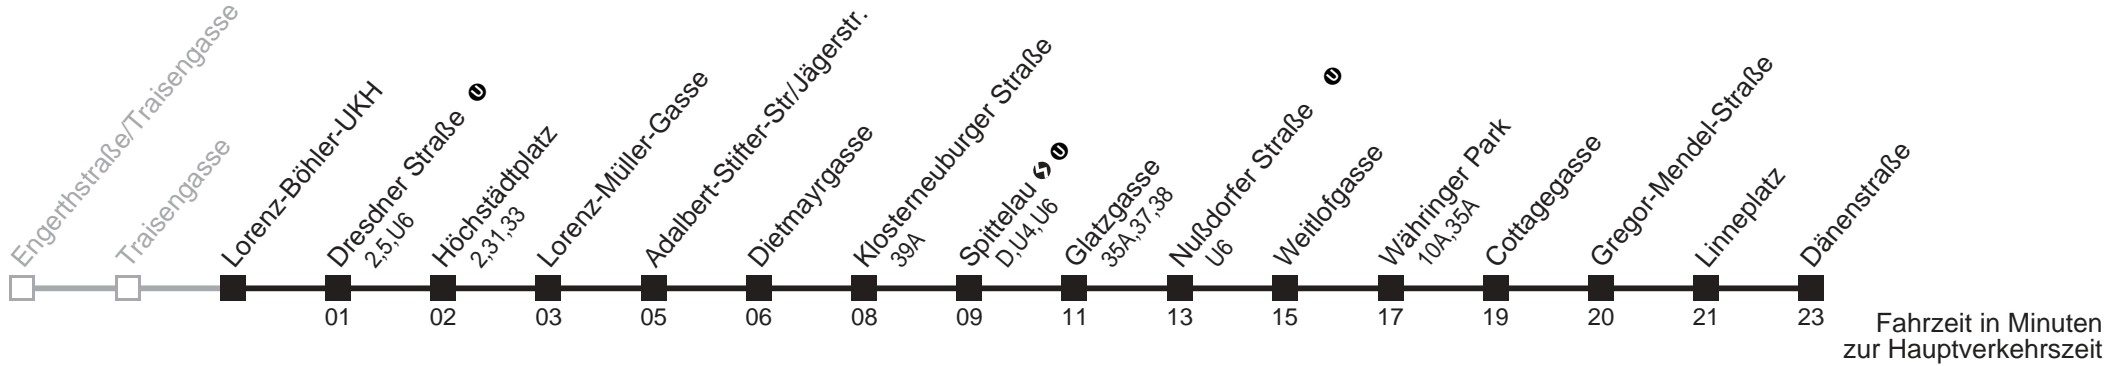 Engerthstraße/Traisengasse
Traisengasse
Lorenz-Böhler-UKH
Dresdner Straße U
2,5,U6
Höchstädtplatz
2,31,33
Lorenz-Müller-Gasse
Adalbert-Stifter-Str/Jägerstr.
Dietmayrgasse
Klosterneuburger Straße
39A
Spittelau U
D,U4,U6
Glatzgasse
35A,37,38
Nußdorfer Straße U
U6
Weitlofgasse
Währinger Park
10A,35A
Cottagegasse
Gregor-Mendel-Straße
Linneplatz
Dänenstraße
01 02 03 05 06 08 09 11 13 15 17 19 20 21 23
Fahrzeit in Minuten
zur Hauptverkehrszeit